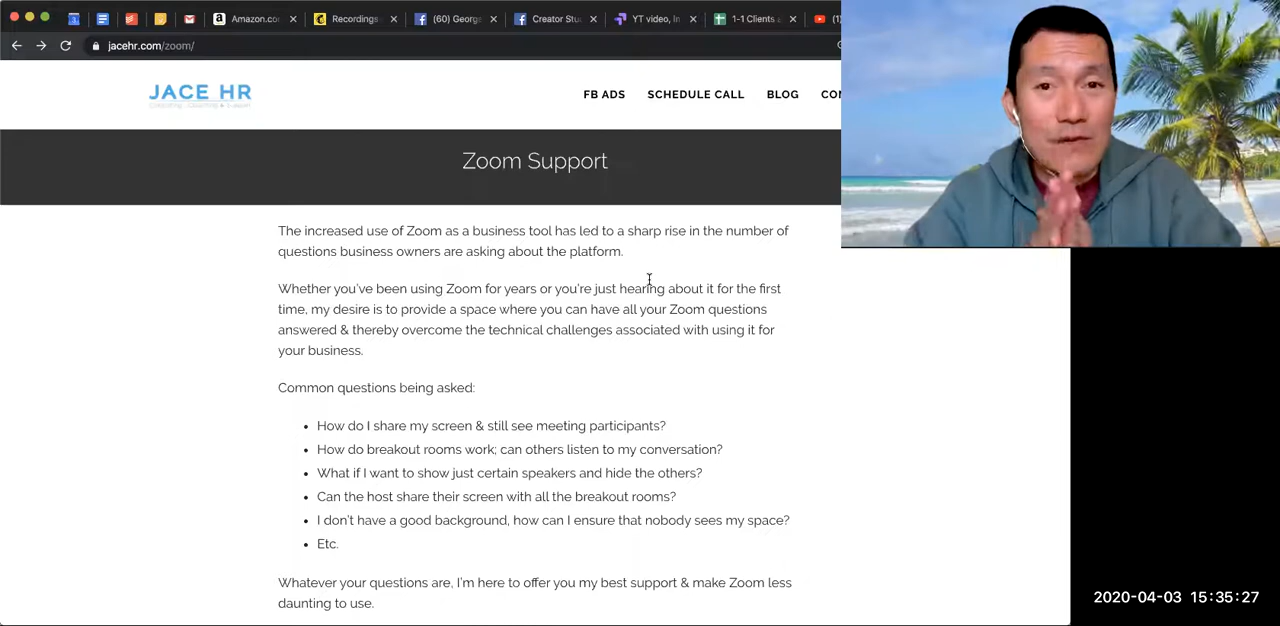 Amazon.co
Recordings
(60) George
Creator Stu
YT video, In
1-1 Clients
(1)
jacehr.com/zoom/
JACE HR
FB ADS
SCHEDULE CALL
BLOG
Zoom Support
The increased use of Zoom as a business tool has led to a sharp rise in the number of
questions business owners are asking about the platform.
Whether you've been using Zoom for years or you're just hearing about it for the first
time, my desire is to provide a space where you can have all your Zoom questions
answered & thereby overcome the technical challenges associated with using it for
your business.
Common questions being asked:
• How do I share my screen & still see meeting participants?
• How do breakout rooms work; can others listen to my conversation?
• What if I want to show just certain speakers and hide the others?
• Can the host share their screen with all the breakout rooms?
• I don't have a good background, how can I ensure that nobody sees my space?
• Etc.
Whatever your questions are, I'm here to offer you my best support & make Zoom less
daunting to use.
2020-04-03 15:35:27